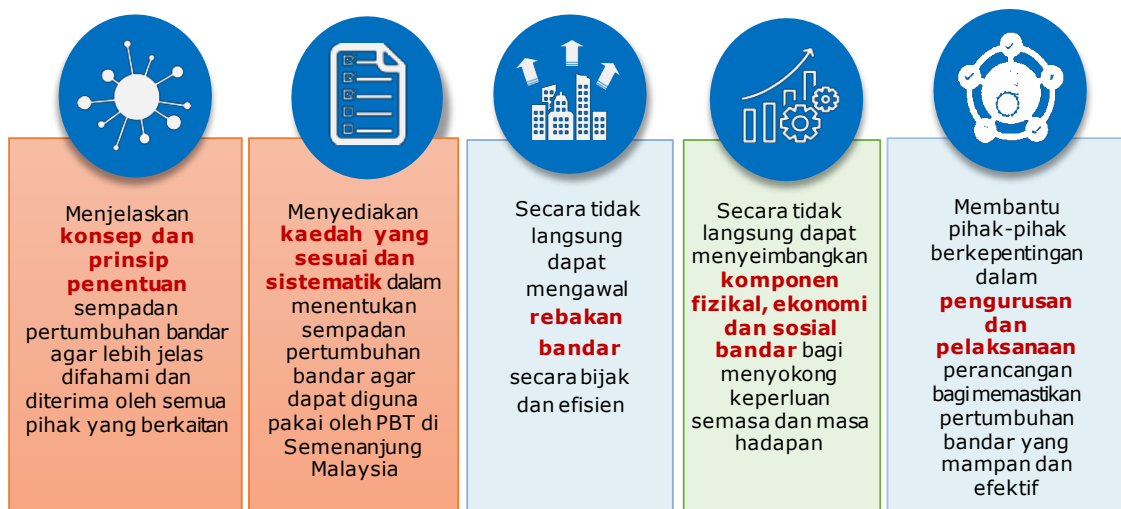 Menjelaskan
konsep dan
prinsip
penentuan
sempadan
pertumbuhan bandar
agar lebih jelas
difahami dan
diterima oleh semua
pihak yang berkaitan
Menyediakan
kaedah yang
sesuai dan
sistematik dalam
menentukan
sempadan
pertumbuhan
bandar agar
dapat diguna
pakai oleh PBT di
Semenanjung
Malaysia
Secara tidak
langsung
dapat
mengawal
rebakan
bandar
secara bijak
dan efisien
Secara tidak
langsung dapat
menyeimbangkan
komponen
fizikal, ekonomi
dan sosial
bandar bagi
menyokong
keperluan
semasa dan masa
hadapan
Membantu
pihak-pihak
berkepentingan
dalam
pengurusan
dan
pelaksanaan
perancangan
bagi memastikan
pertumbuhan
bandar yang
mampan dan
efektif